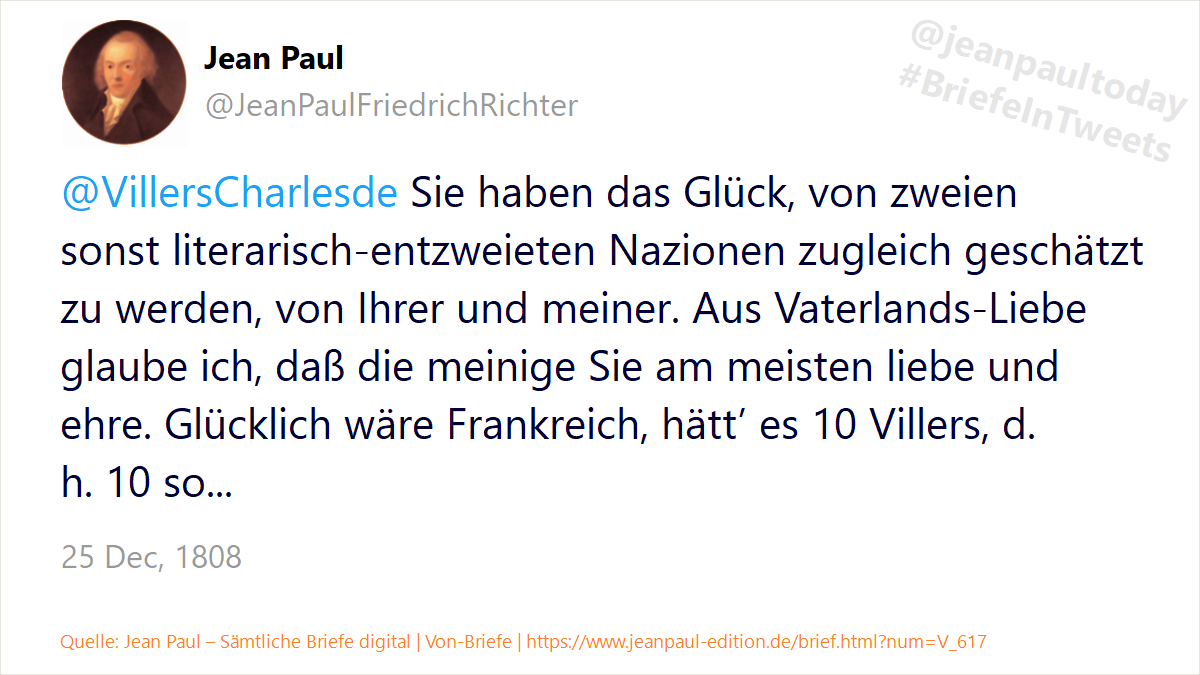 Jean Paul
@JeanPaulFriedrichRichter
@jeanpaultoday
#BriefeInTweets
@VillersCharlesde Sie haben das Glück, von zweien
sonst literarisch-entzweieten Nazionen zugleich geschätzt
zu werden, von Ihrer und meiner. Aus Vaterlands-Liebe
glaube ich, daß die meinige Sie am meisten liebe und
ehre. Glücklich wäre Frankreich, hätt’ es 10 Villers, d.
h. 10 so...
25 Dec, 1808
Quelle: Jean Paul – Sämtliche Briefe digital | Von-Briefe | https://www.jeanpaul-edition.de/brief.html?num=V_617